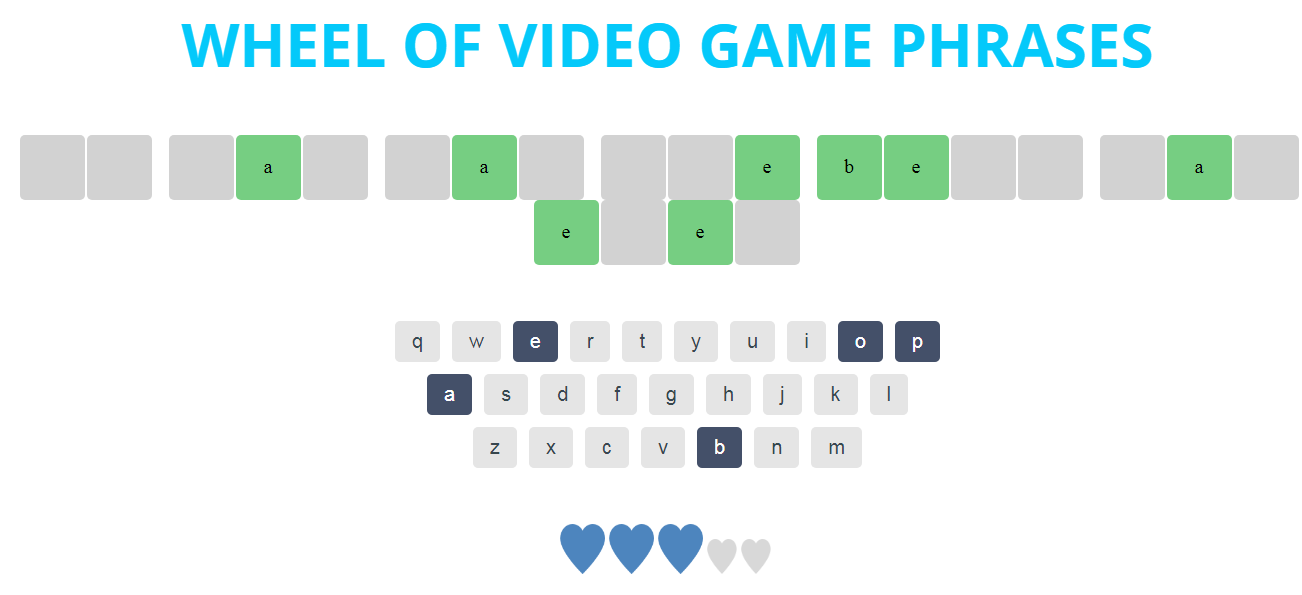 WHEEL OF VIDEO GAME PHRASES
a a e b e a
e e
q w e r t y u i o p
a s d f g h j k l
z x c v b n m